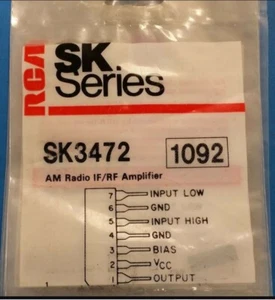 RCA
SK
Series
SK3472 1092
AM Radio IF/RF Amplifier
7 INPUT LOW
6 GND
5 INPUT HIGH
4 GND
3 BIAS
2 VCC
1 OUTPUT
1